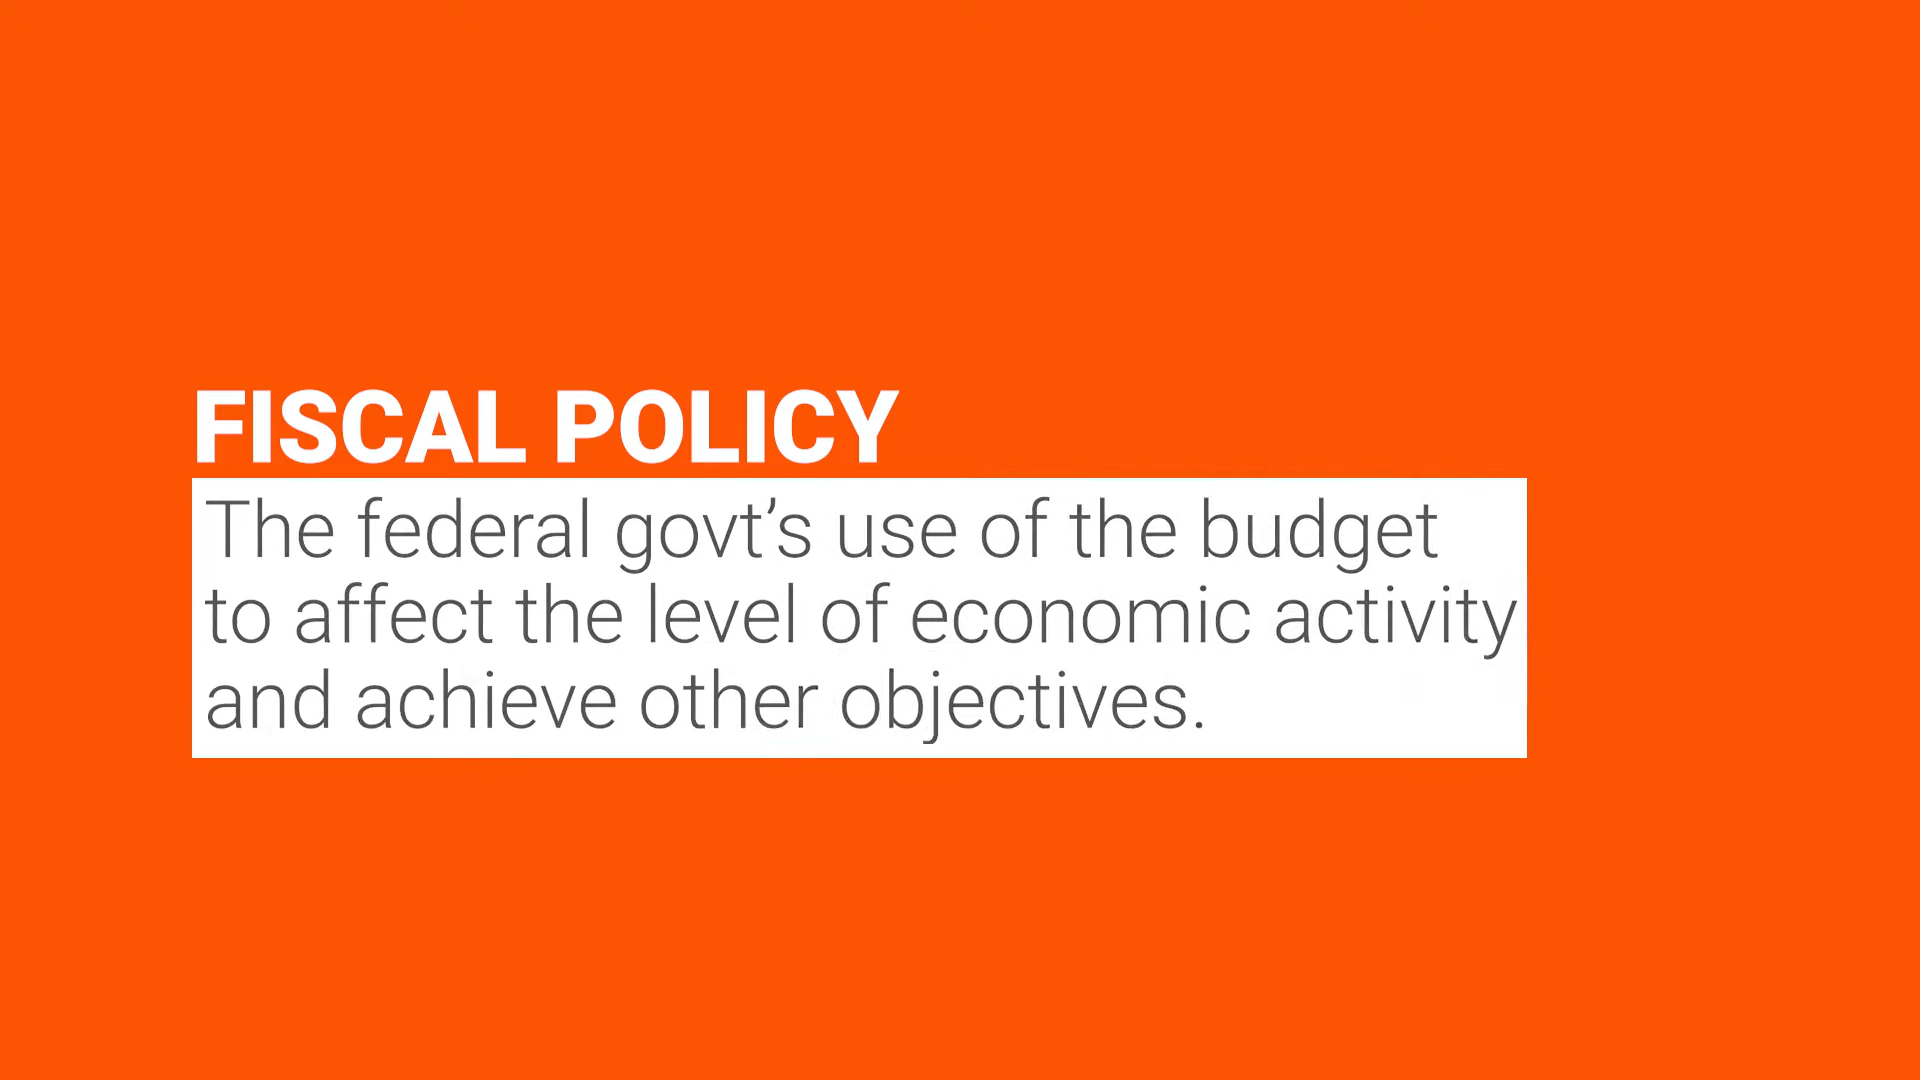 FISCAL POLICY
The federal govt’s use of the budget
to affect the level of economic activity
and achieve other objectives.